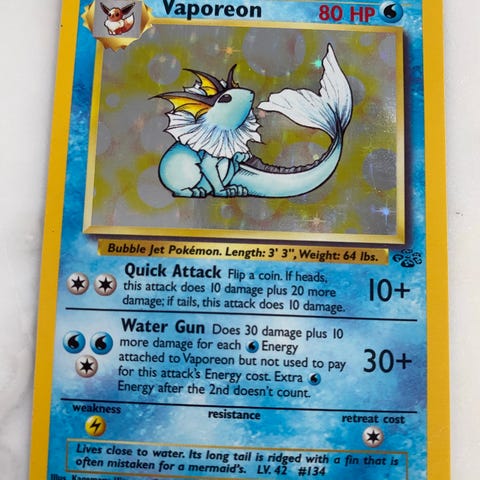 Vaporeon 80 HP
Bubble Jet Pokémon. Length: 3' 3", Weight: 64 lbs.
Quick Attack Flip a coin. If heads,
this attack does 10 damage plus 20 more
damage; if tails, this attack does 10 damage.
10+
Water Gun Does 30 damage plus 10
more damage for each Energy
attached to Vaporeon but not used to pay
for this attack's Energy cost. Extra
Energy after the 2nd doesn't count.
30+
weakness resistance retreat cost
Lives close to water. Its long tail is ridged with a fin that is
often mistaken for a mermaid's. LV. 42 #134